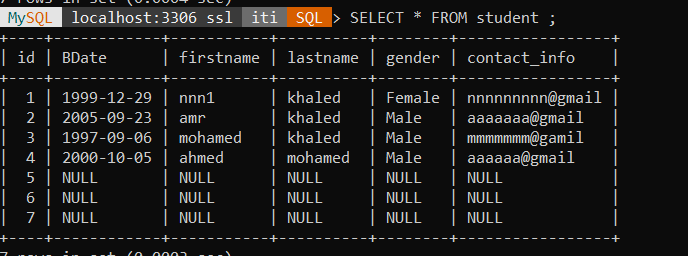 7 rows in set (0.0004 sec)
MySQL localhost:3306 ssl iti SQL > SELECT * FROM student ;
+----+------------+-----------+----------+--------+-----------------+
| id | BDate | firstname | lastname | gender | contact_info |
+----+------------+-----------+----------+--------+-----------------+
| 1 | 1999-12-29 | nnn1 | khaled | Female | nnnnnnnnn@gmail |
| 2 | 2005-09-23 | amr | khaled | Male | aaaaaaa@gmail |
| 3 | 1997-09-06 | mohamed | khaled | Male | mmmmmmm@gamil |
| 4 | 2000-10-05 | ahmed | mohamed | Male | aaaaaa@gmail |
| 5 | NULL | NULL | NULL | NULL | NULL |
| 6 | NULL | NULL | NULL | NULL | NULL |
| 7 | NULL | NULL | NULL | NULL | NULL |
+----+------------+-----------+----------+--------+-----------------+
7 rows in set (0.0003 sec)